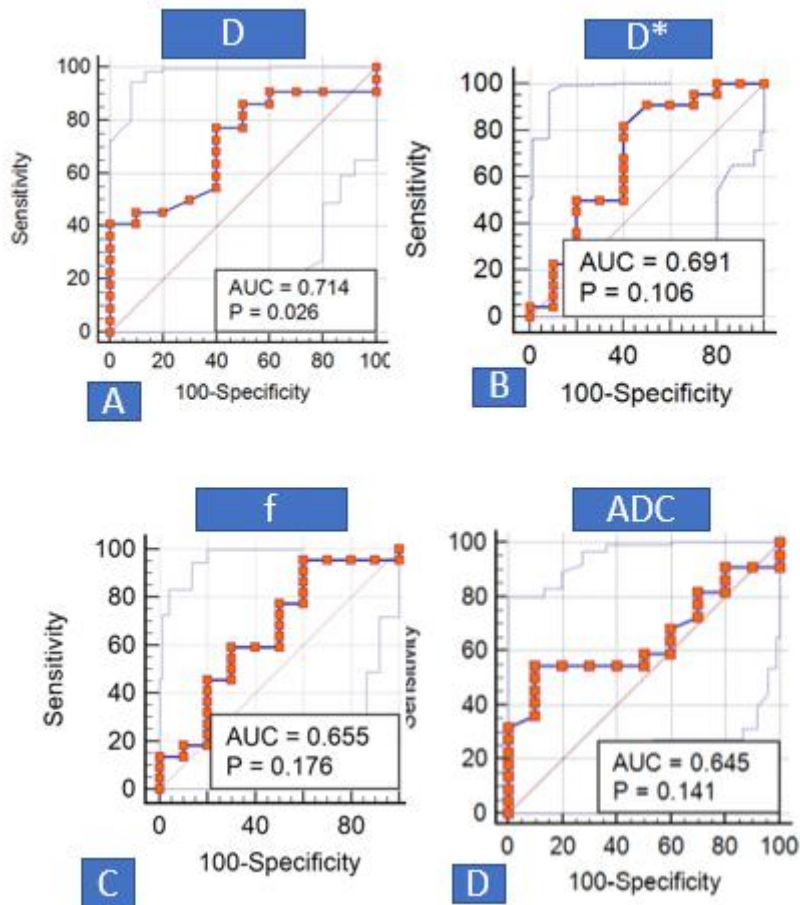 D
100
80
60
40
20
0
Sensitivity
AUC = 0.714
P = 0.026
0 20 40 60 80 100
100-Specificity
A
D*
100
80
60
40
20
0
Sensitivity
AUC = 0.691
P = 0.106
0 40 80
100-Specificity
B
f
100
80
60
40
20
0
Sensitivity
AUC = 0.655
P = 0.176
0 40 80
100-Specificity
C
ADC
100
80
60
40
20
0
Sensitivity
AUC = 0.645
P = 0.141
0 20 40 60 80 100
100-Specificity
D